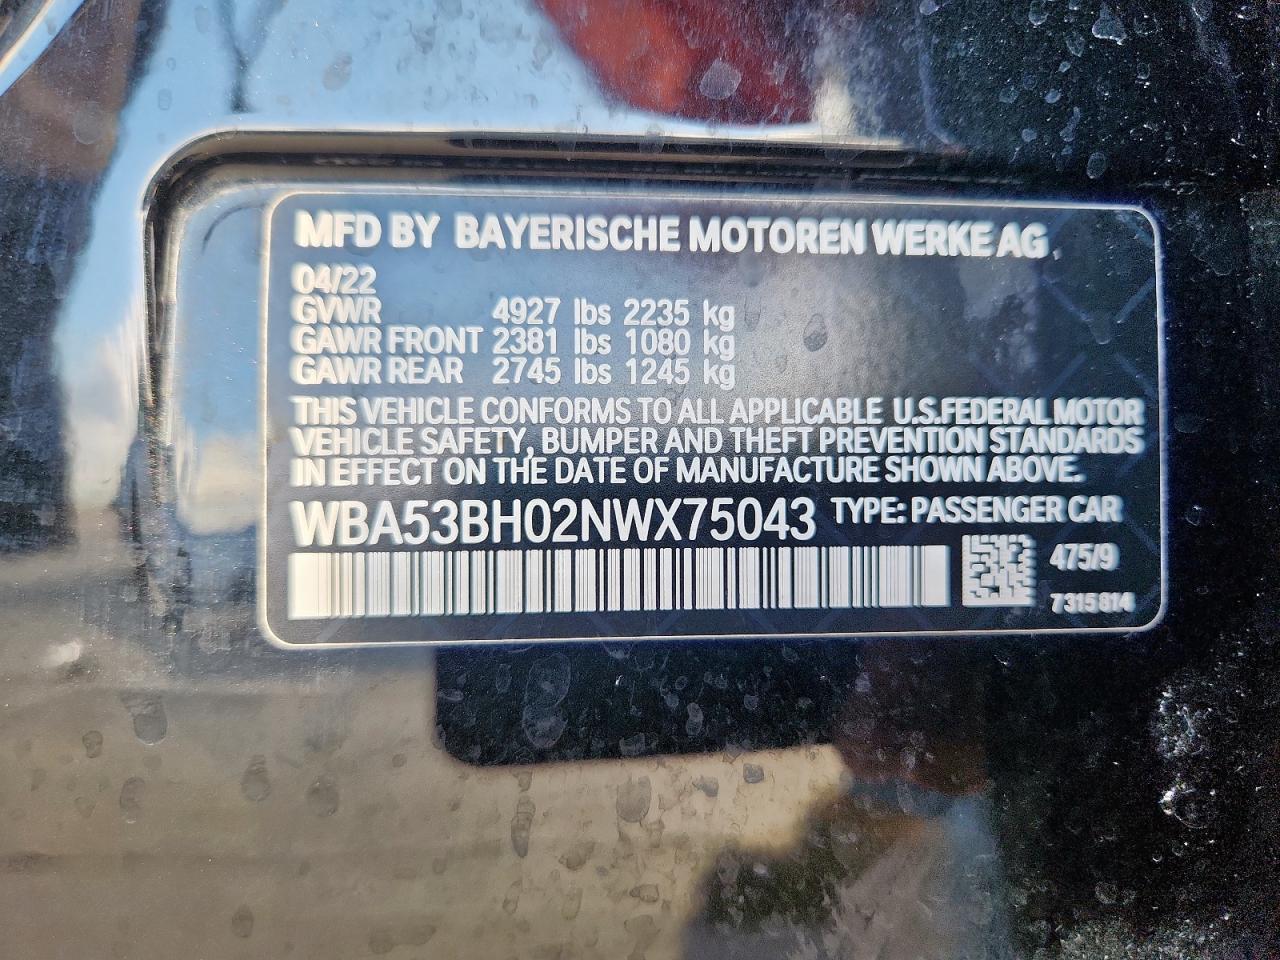 MFD BY BAYERISCHE MOTOREN WERKE AG
04/22
GVWR 4927 lbs 2235 kg
GAWR FRONT 2381 lbs 1080 kg
GAWR REAR 2745 lbs 1245 kg
THIS VEHICLE CONFORMS TO ALL APPLICABLE U.S.FEDERAL MOTOR
VEHICLE SAFETY, BUMPER AND THEFT PREVENTION STANDARDS
IN EFFECT ON THE DATE OF MANUFACTURE SHOWN ABOVE.
WBA53BH02NWX75043 TYPE: PASSENGER CAR
475/9
7315814